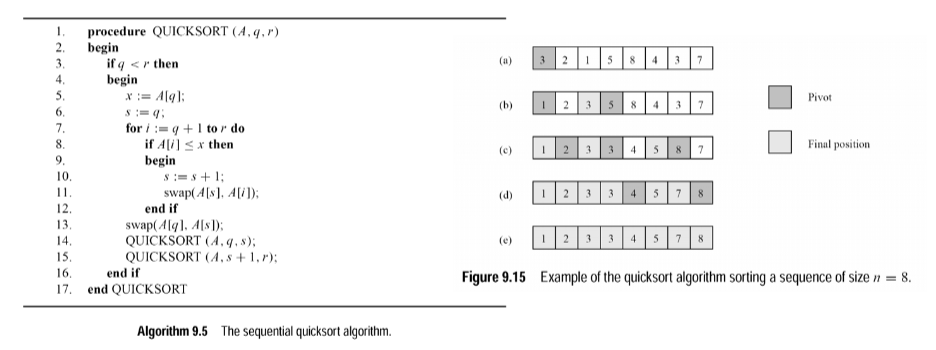 1. procedure QUICKSORT (A, q, r)
2. begin
3. if q < r then
4. begin
5. x := A[q];
6. s := q;
7. for i := q + 1 to r do
8. if A[i] ≤ x then
9. begin
10. s := s + 1;
11. swap(A[s], A[i]);
12. end if
13. swap(A[q], A[s]);
14. QUICKSORT (A, q, s);
15. QUICKSORT (A, s + 1, r);
16. end if
17. end QUICKSORT
Algorithm 9.5 The sequential quicksort algorithm.
(a) 3 2 1 5 8 4 3 7
(b) 1 2 3 5 8 4 3 7
(c) 1 2 3 3 4 5 8 7
(d) 1 2 3 3 4 5 7 8
(e) 1 2 3 3 4 5 7 8
Pivot
Final position
Figure 9.15 Example of the quicksort algorithm sorting a sequence of size n = 8.